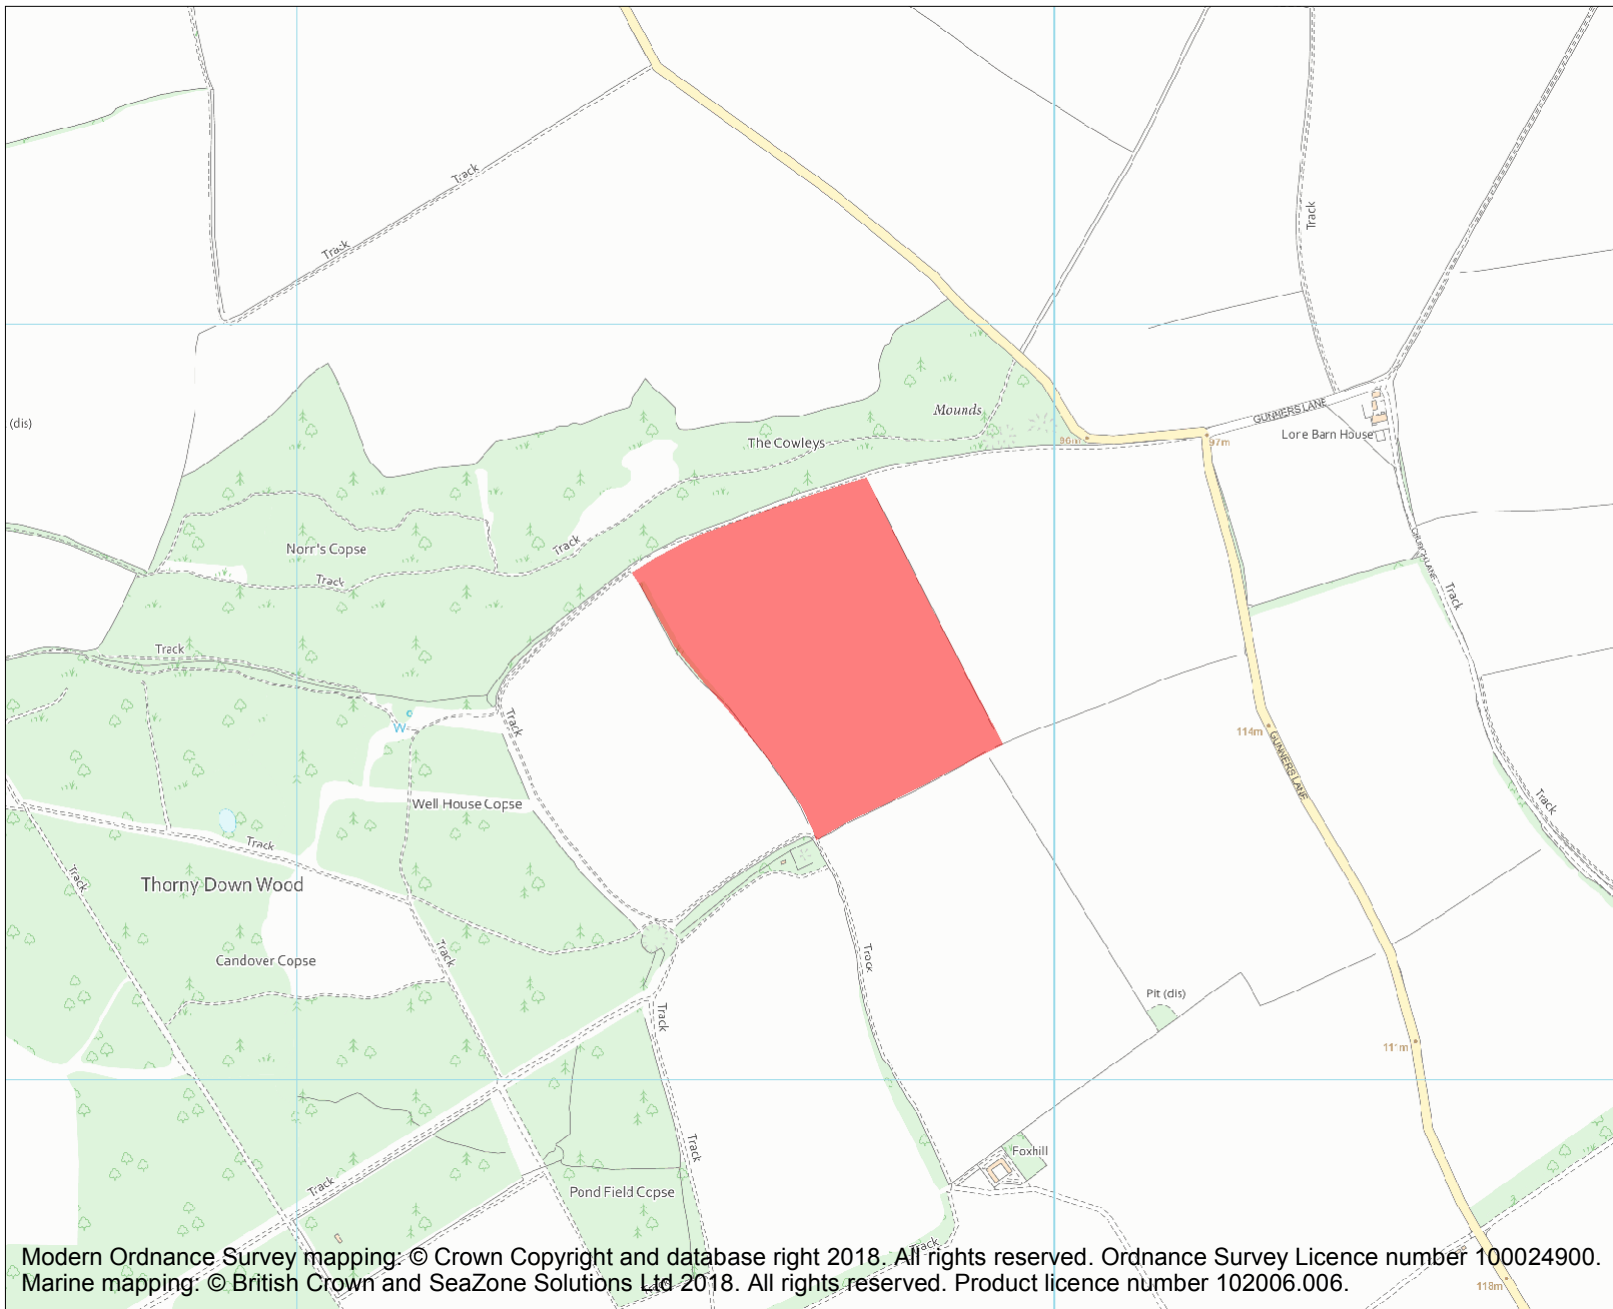 Track
Track
Track
Mounds
GUNNERS LANE
(dis)
The Cowleys
96m
97m
Lore Barn House
Norr's Copse
Track
Track
Track
Track
W
Track
114m
GUNNERS LANE
Well House Copse
Track
Track
Track
Thorny Down Wood
Track
Candover Copse
Track
Pit (dis)
Track
111m
Track
Foxhill
Track
Pond Field Copse
Track
Track
118m
Modern Ordnance Survey mapping: © Crown Copyright and database right 2018. All rights reserved. Ordnance Survey Licence number 100024900.
Marine mapping: © British Crown and SeaZone Solutions Ltd 2018. All rights reserved. Product licence number 102006.006.